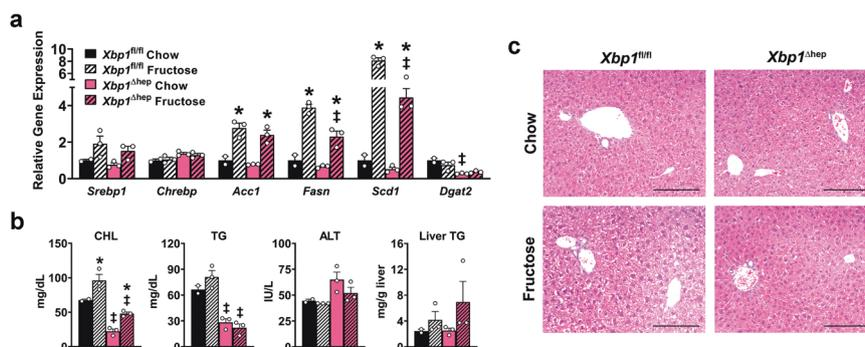 a
Relative Gene Expression
10
8
6
4
2
0
Xbp1fl/fl Chow
Xbp1fl/fl Fructose
Xbp1Δhep Chow
Xbp1Δhep Fructose
* * * ‡ * * ‡ ‡
Srebp1 Chrebp Acc1 Fasn Scd1 Dgat2
b
CHL
mg/dL
150
100
50
0
* ‡ * ‡
TG
mg/dL
120
90
60
30
0
‡ ‡
ALT
IU/L
100
75
50
25
0
Liver TG
mg/g liver
16
12
8
4
0
c
Xbp1fl/fl Xbp1Δhep
Chow
Fructose